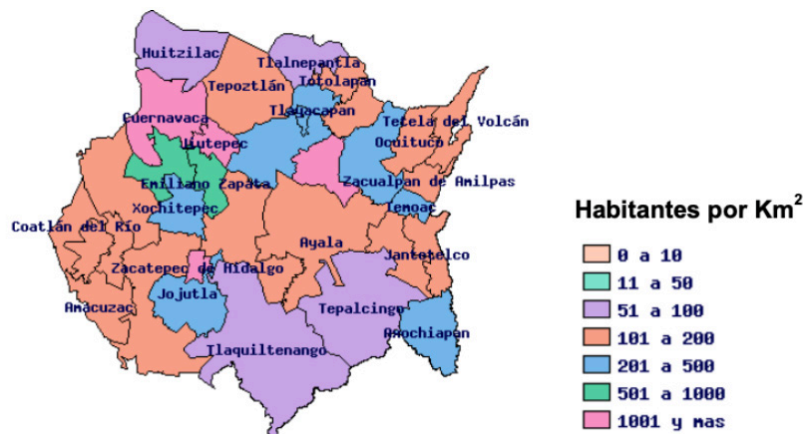 Huitzilac
Tlalnepantla
Totolapan
Tepoztlán
Tlayacapan
Cuernavaca
Tetela del Volcán
Ocuituco
Jiutepec
Emiliano Zapata
Zacualpan de Amilpas
Temoac
Xochitepec
Coatlán del Río
Ayala
Jantetelco
Zacatepec de Hidalgo
Jojutla
Amacuzac
Tepalcingo
Axochiapan
Tlaquiltenango
Habitantes por Km²
0 a 10
11 a 50
51 a 100
101 a 200
201 a 500
501 a 1000
1001 y mas